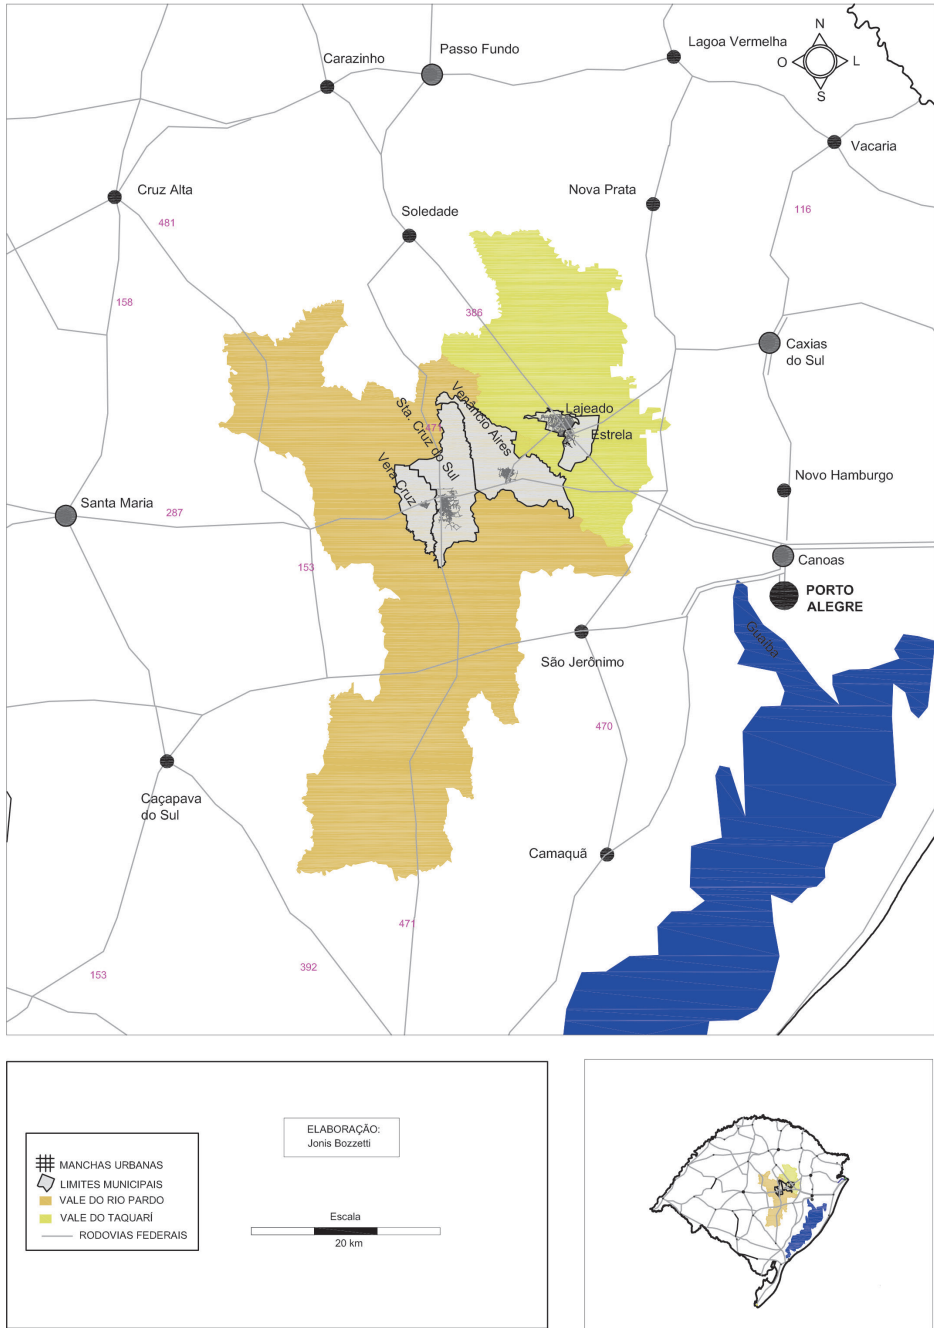 N
O
L
S
Passo Fundo
Lagoa Vermelha
Carazinho
Vacaria
Cruz Alta
Nova Prata
Soledade
481
116
158
386
Caxias
do Sul
Venâncio Aires
Sta. Cruz do Sul
471
Lajeado
Estrela
Vera Cruz
Novo Hamburgo
Santa Maria
287
153
Canoas
PORTO
ALEGRE
Guaíba
São Jerônimo
470
Caçapava
do Sul
Camaquã
471
392
153
ELABORAÇÃO:
Jonis Bozzetti
MANCHAS URBANAS
LIMITES MUNICIPAIS
VALE DO RIO PARDO
VALE DO TAQUARÍ
RODOVIAS FEDERAIS
Escala
20 km